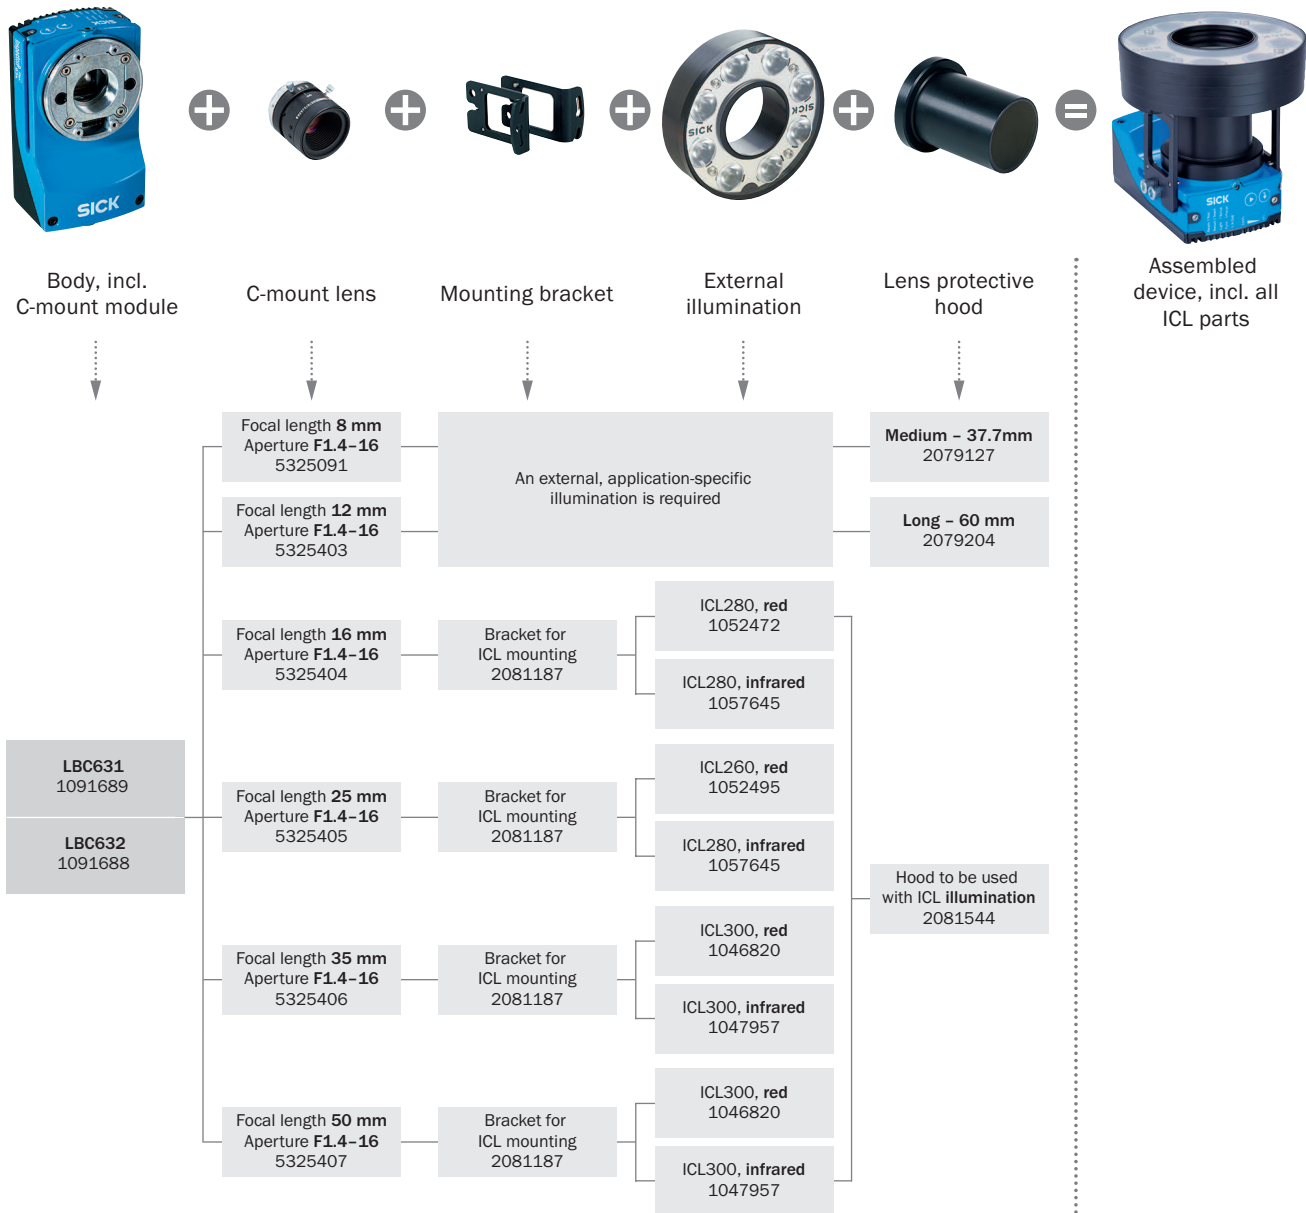 SICK
SICK
SICK
SICK
Body, incl.
C-mount module
C-mount lens
Mounting bracket
External
illumination
Lens protective
hood
Assembled
device, incl. all
ICL parts
Focal length 8 mm
Aperture F1.4–16
5325091
An external, application-specific
illumination is required
Medium – 37.7mm
2079127
Focal length 12 mm
Aperture F1.4–16
5325403
Long – 60 mm
2079204
Focal length 16 mm
Aperture F1.4–16
5325404
Bracket for
ICL mounting
2081187
ICL280, red
1052472
ICL280, infrared
1057645
LBC631
1091689
LBC632
1091688
Focal length 25 mm
Aperture F1.4–16
5325405
Bracket for
ICL mounting
2081187
ICL260, red
1052495
ICL280, infrared
1057645
Hood to be used
with ICL illumination
2081544
Focal length 35 mm
Aperture F1.4–16
5325406
Bracket for
ICL mounting
2081187
ICL300, red
1046820
ICL300, infrared
1047957
Focal length 50 mm
Aperture F1.4–16
5325407
Bracket for
ICL mounting
2081187
ICL300, red
1046820
ICL300, infrared
1047957